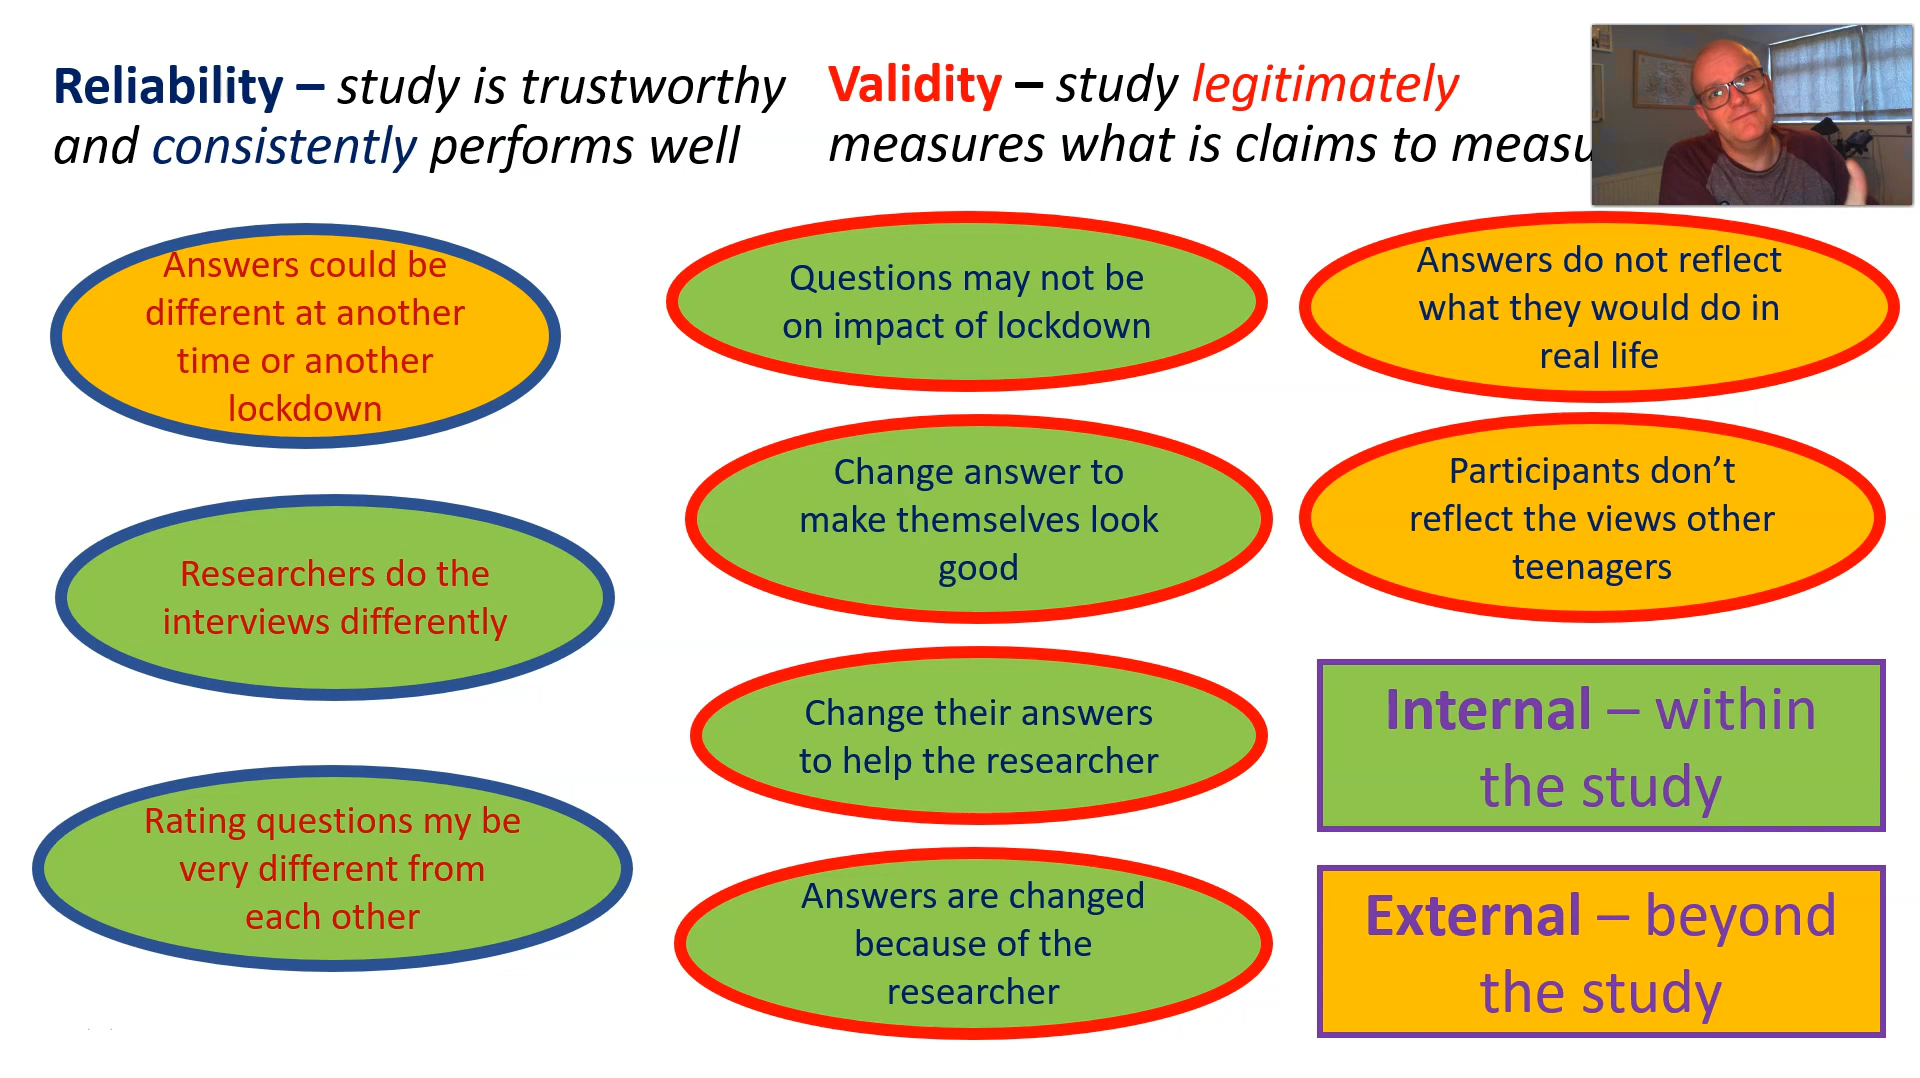 Reliability – study is trustworthy
and consistently performs well
Validity – study legitimately
measures what is claims to measu
Answers could be
different at another
time or another
lockdown
Researchers do the
interviews differently
Rating questions my be
very different from
each other
Questions may not be
on impact of lockdown
Change answer to
make themselves look
good
Change their answers
to help the researcher
Answers are changed
because of the
researcher
Answers do not reflect
what they would do in
real life
Participants don’t
reflect the views other
teenagers
Internal – within
the study
External – beyond
the study